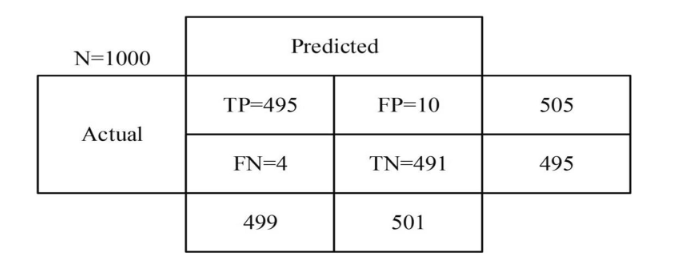 N=1000
Predicted
Actual
TP=495 FP=10 505
FN=4 TN=491 495
499 501